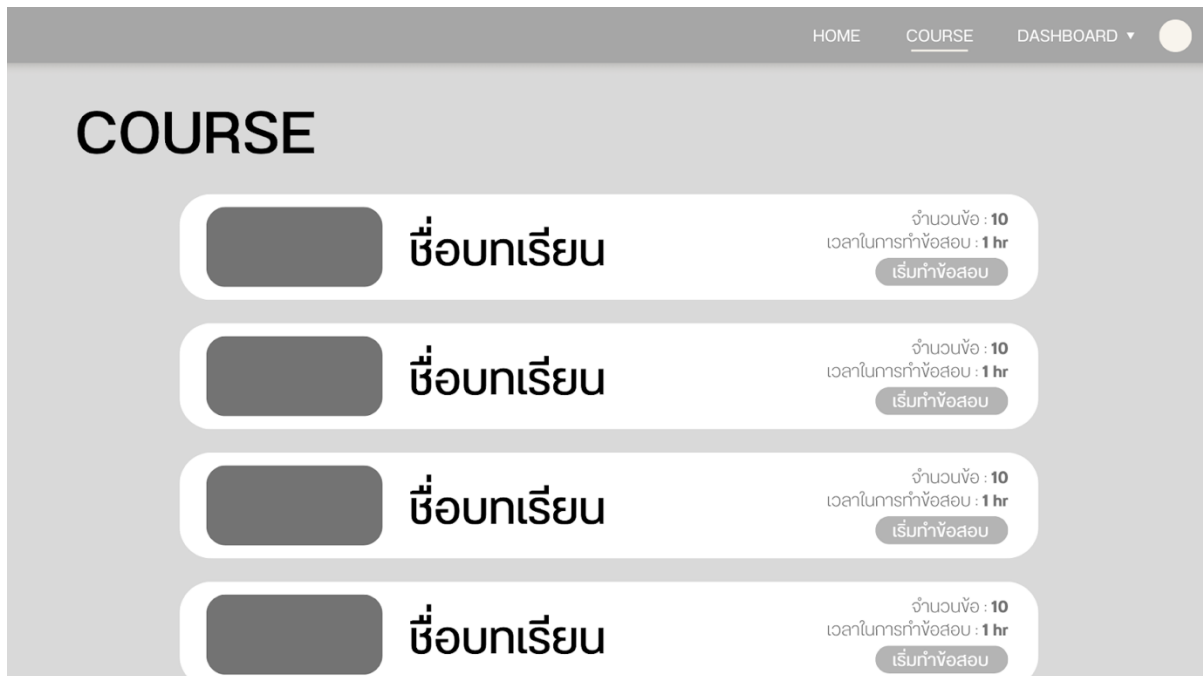 HOME COURSE DASHBOARD ▼
COURSE
ชื่อบทเรียน
จำนวนข้อ : 10
เวลาในการทำข้อสอบ : 1 hr
เริ่มทำข้อสอบ
ชื่อบทเรียน
จำนวนข้อ : 10
เวลาในการทำข้อสอบ : 1 hr
เริ่มทำข้อสอบ
ชื่อบทเรียน
จำนวนข้อ : 10
เวลาในการทำข้อสอบ : 1 hr
เริ่มทำข้อสอบ
ชื่อบทเรียน
จำนวนข้อ : 10
เวลาในการทำข้อสอบ : 1 hr
เริ่มทำข้อสอบ